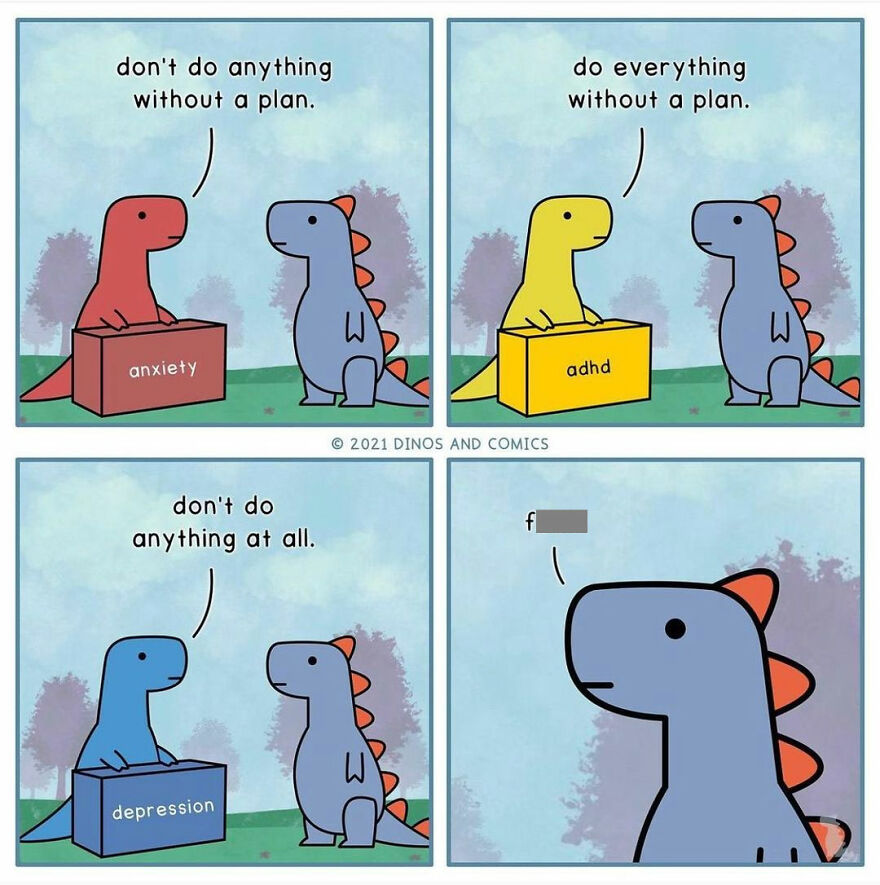 don't do anything
without a plan.
anxiety
do everything
without a plan.
adhd
© 2021 DINOS AND COMICS
don't do
anything at all.
depression
f